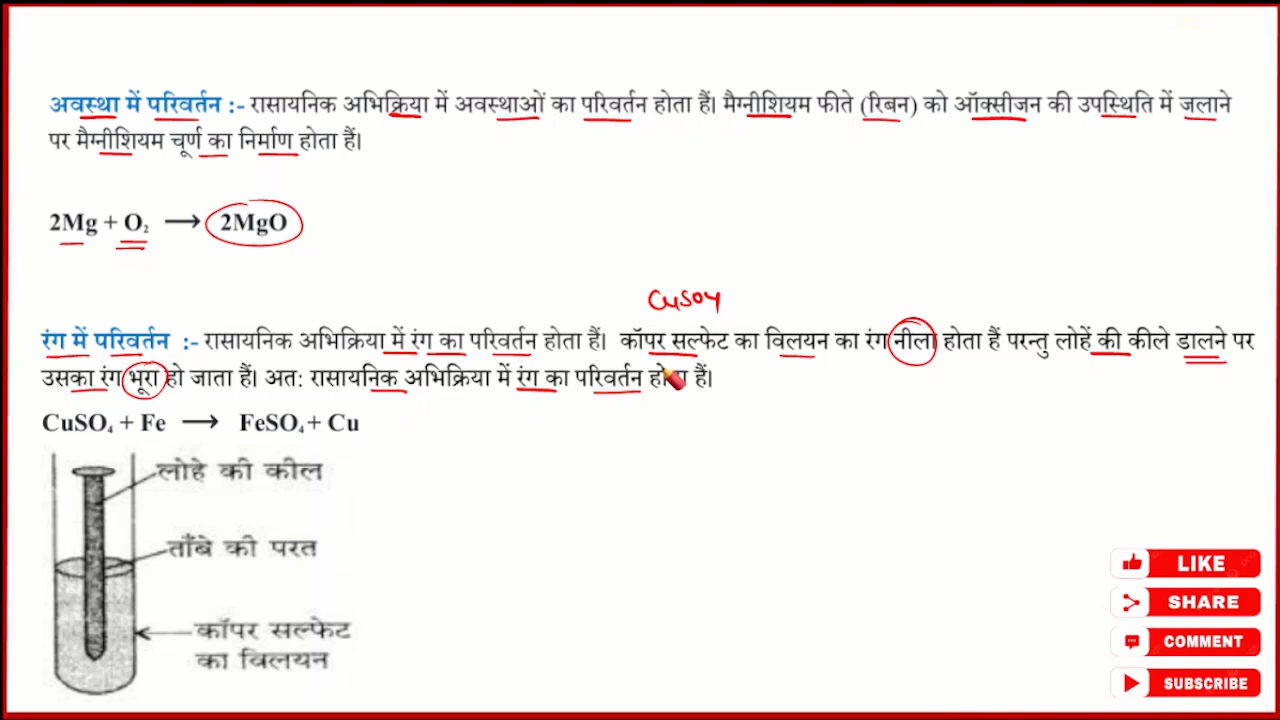 अवस्था में परिवर्तन :- रासायनिक अभिक्रिया में अवस्थाओं का परिवर्तन होता हैं। मैग्नीशियम फीते (रिबन) को ऑक्सीजन की उपस्थिति में जलाने
पर मैग्नीशियम चूर्ण का निर्माण होता हैं।
2Mg + O₂ ⟶ 2MgO
CuSO4
रंग में परिवर्तन :- रासायनिक अभिक्रिया में रंग का परिवर्तन होता हैं। कॉपर सल्फेट का विलयन का रंग नीला होता हैं परन्तु लोहें की कीले डालने पर
उसका रंग भूरा हो जाता हैं। अत: रासायनिक अभिक्रिया में रंग का परिवर्तन होता हैं।
CuSO₄ + Fe ⟶ FeSO₄ + Cu
लोहे की कील
ताँबे की परत
कॉपर सल्फेट
का विलयन
LIKE
SHARE
COMMENT
SUBSCRIBE